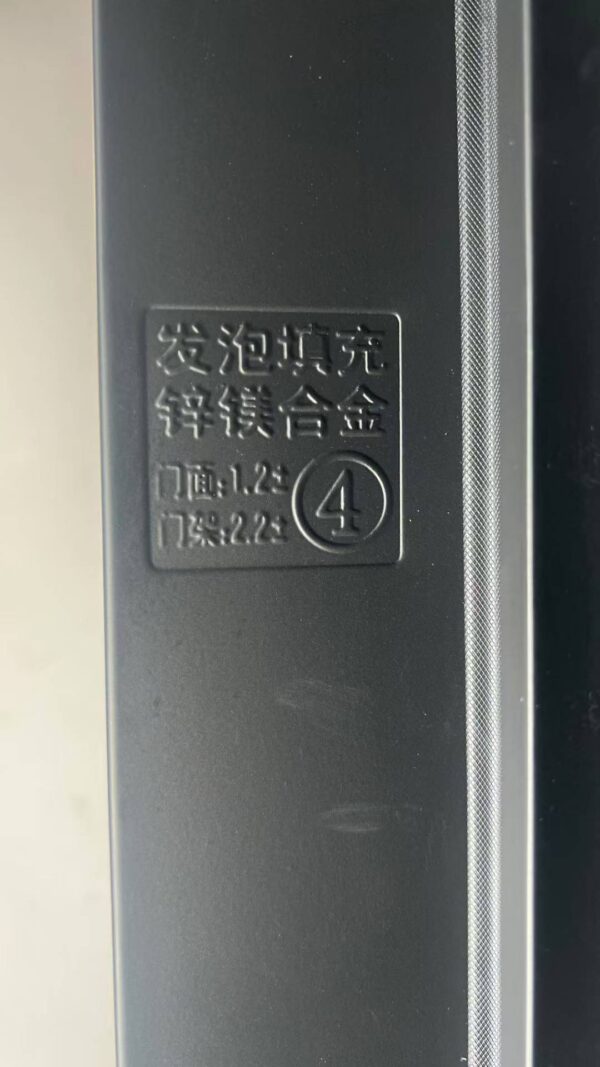 发泡填充
锌镁合金
门面:1.2±
门架:2.2±
④